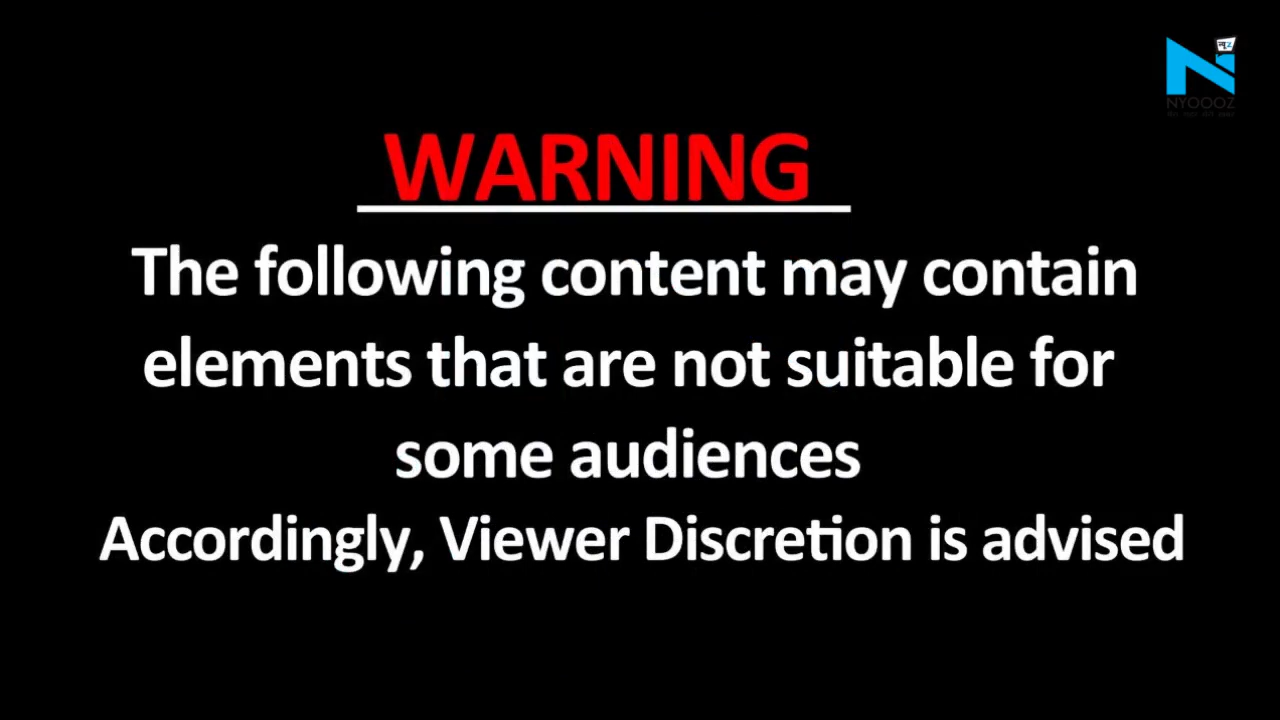 NYOOOZ
WARNING
The following content may contain
elements that are not suitable for
some audiences
Accordingly, Viewer Discretion is advised